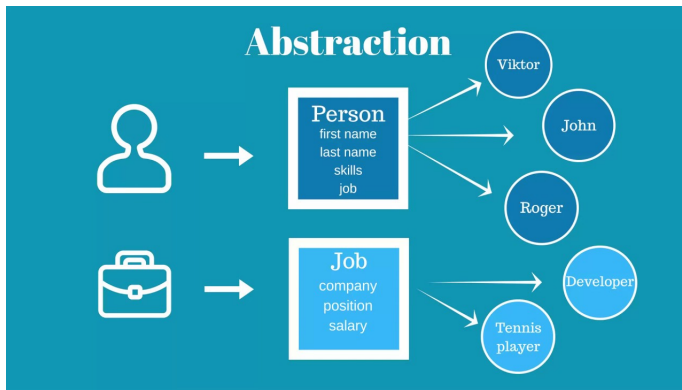 Abstraction
Person
first name
last name
skills
job
Viktor
John
Roger
Job
company
position
salary
Developer
Tennis
player